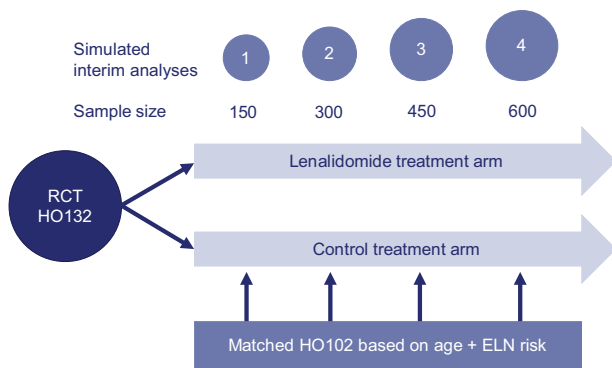 Simulated
interim analyses
1 2 3 4
Sample size 150 300 450 600
RCT
HO132
Lenalidomide treatment arm
Control treatment arm
Matched HO102 based on age + ELN risk